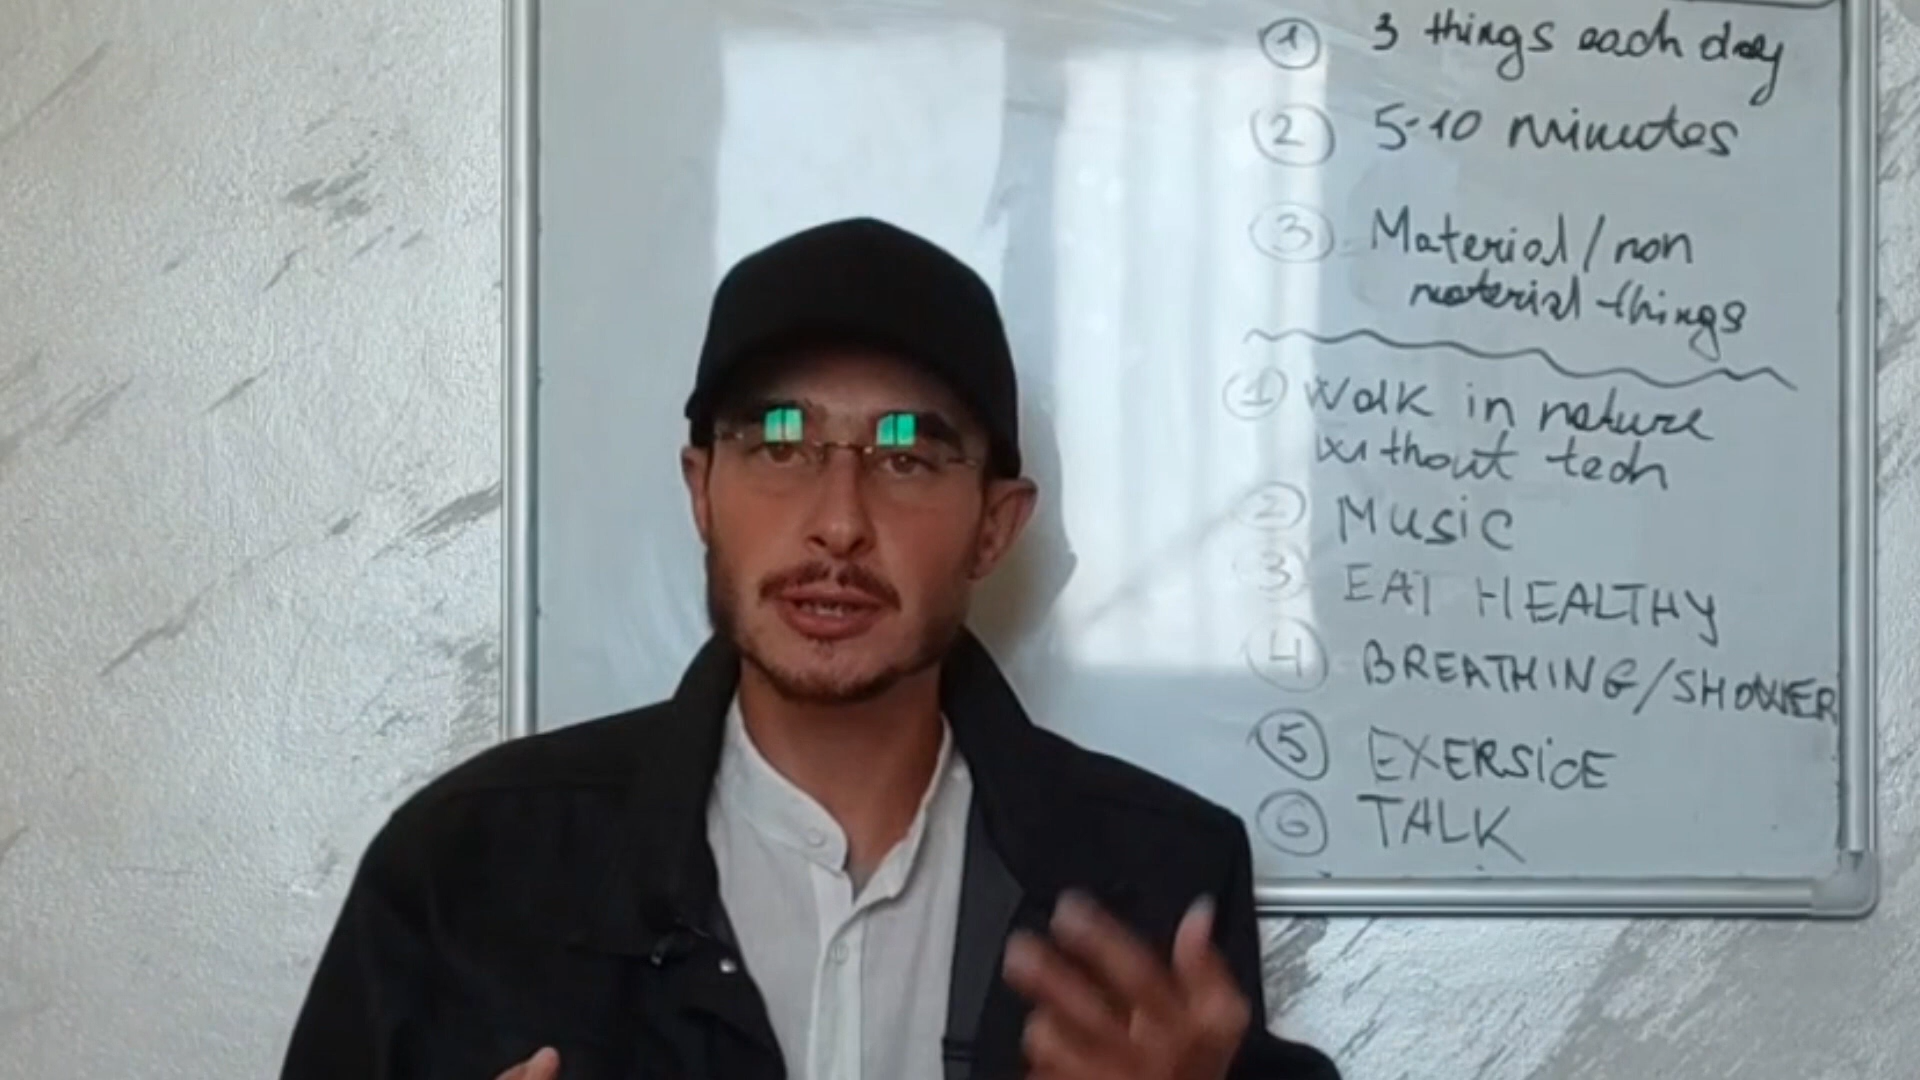 1 3 things each day
2 5-10 minutes
3 Material/non
material things
1 Walk in nature
without tech
2 Music
3 EAT HEALTHY
4 BREATHING/SHOWER
5 EXERSiCE
6 TALK